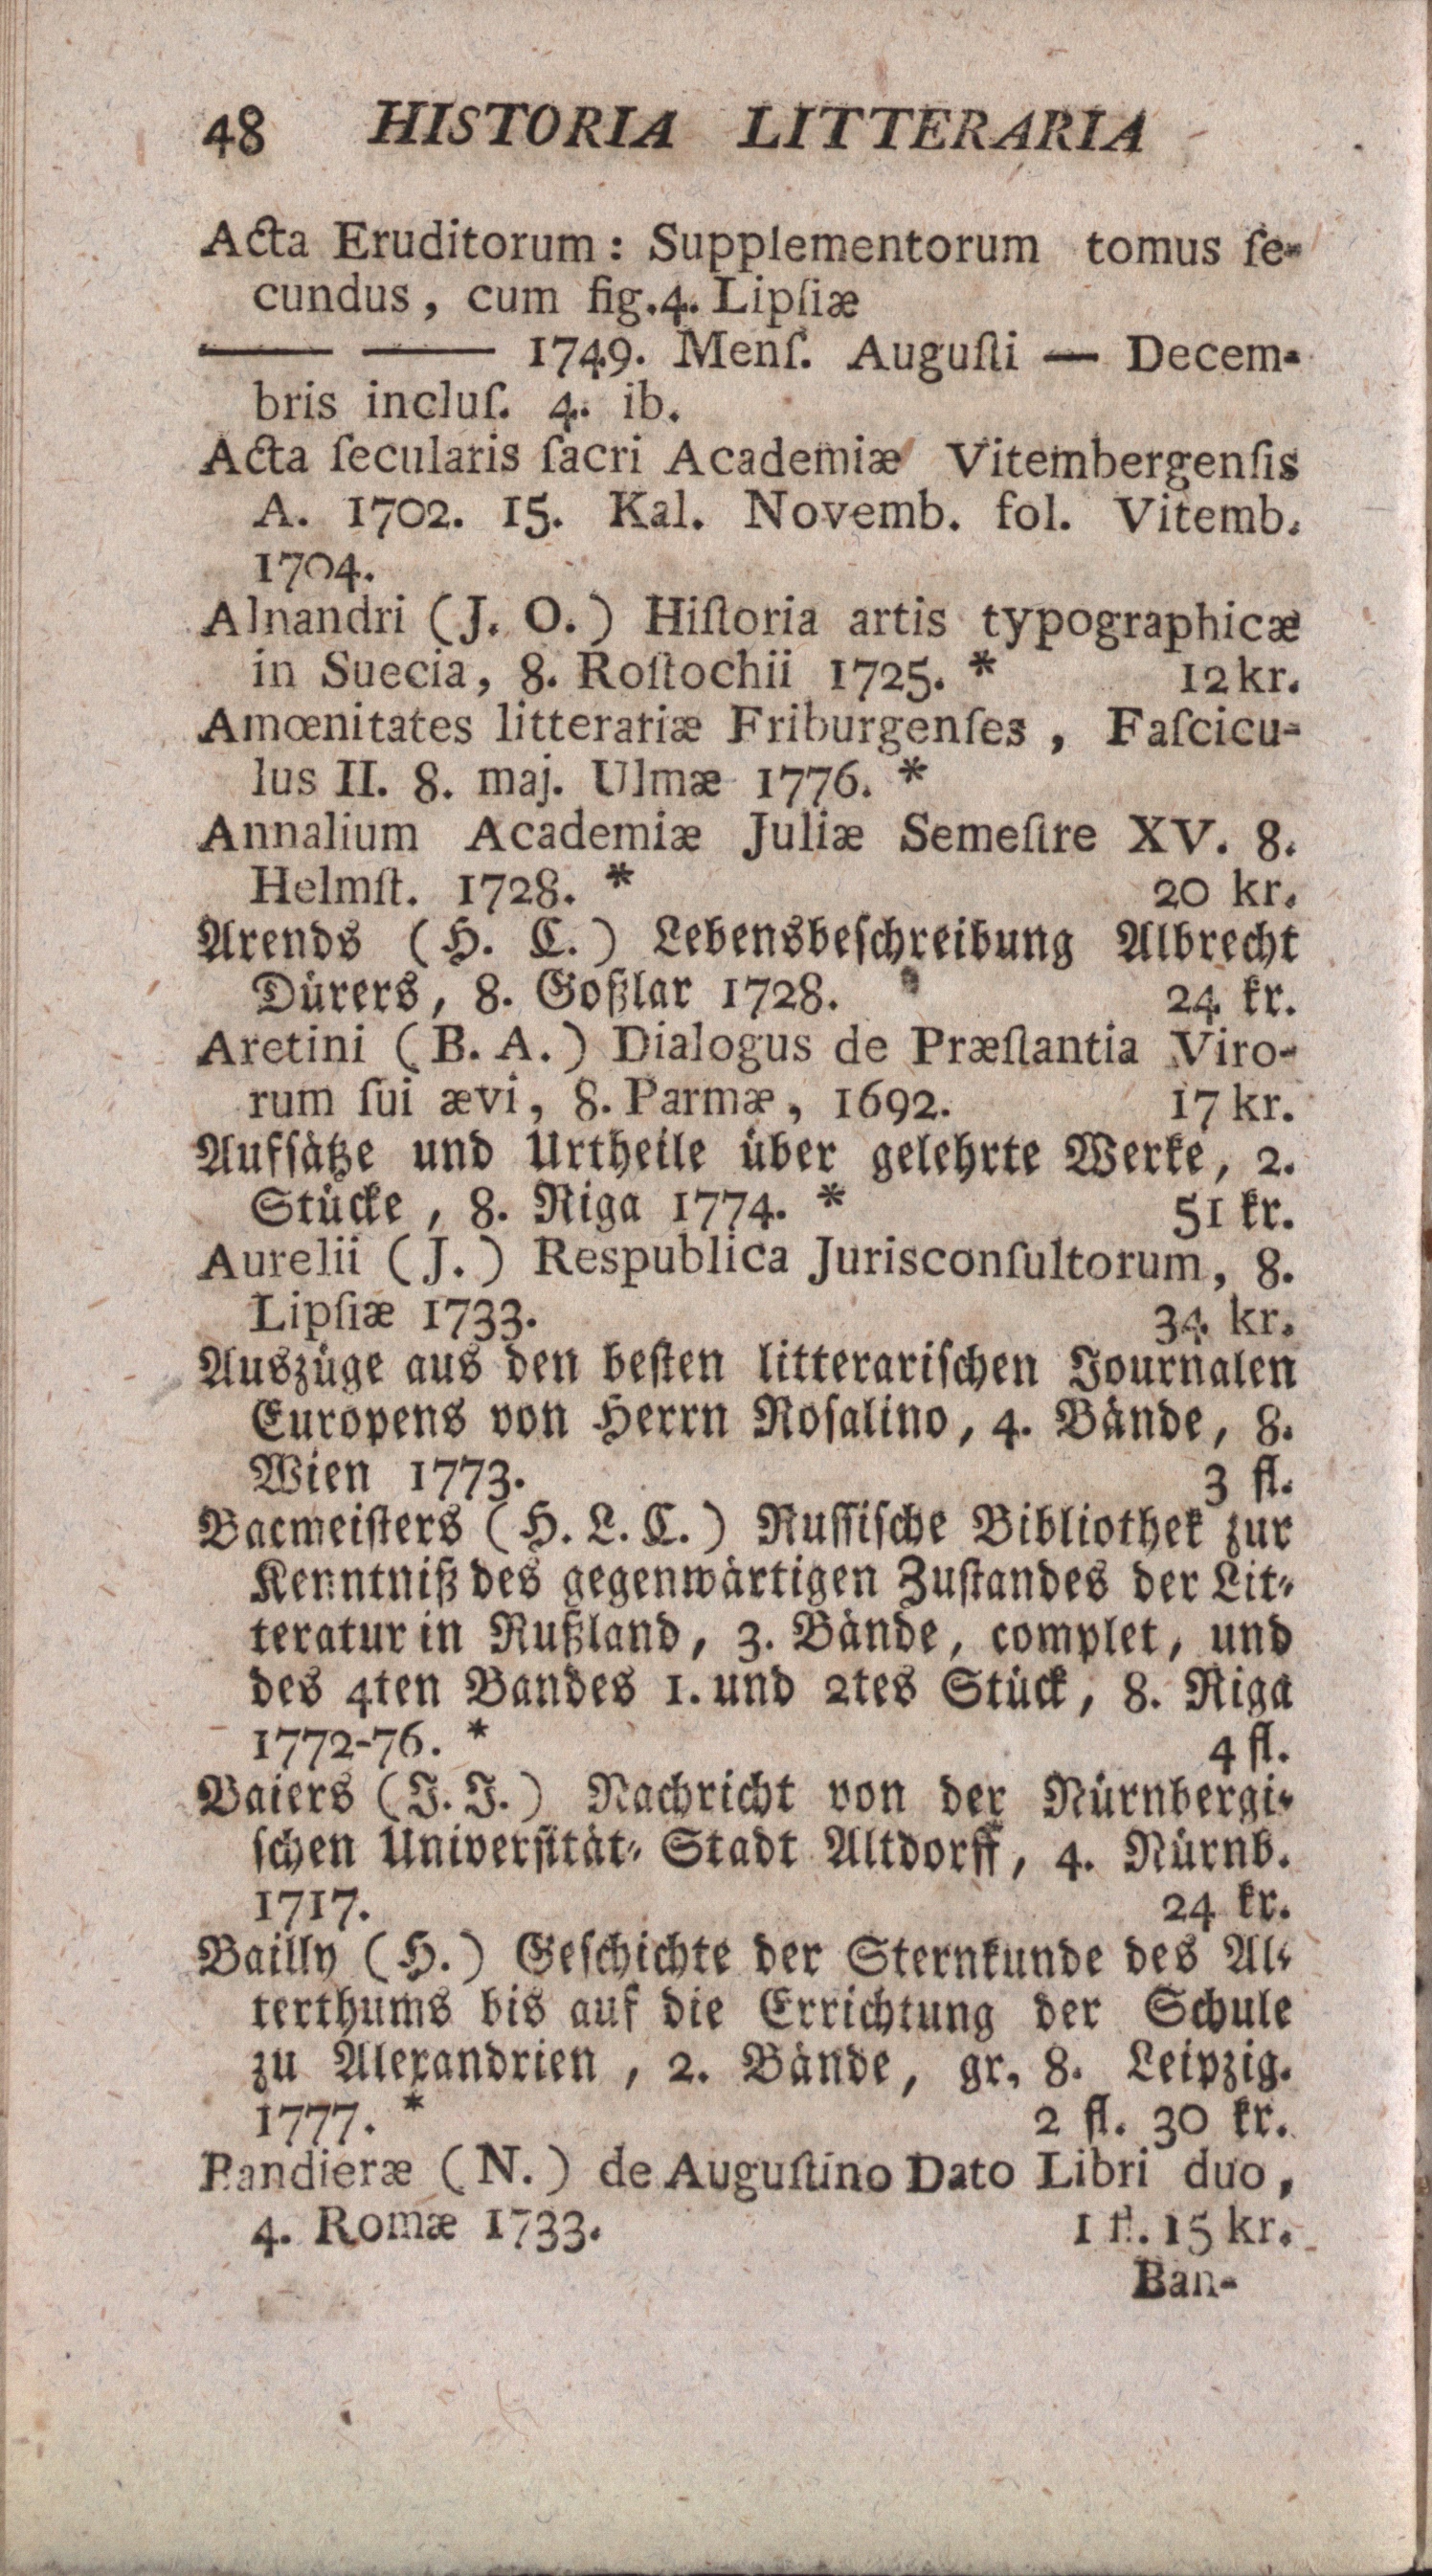 48 HISTORIA LITTERARIA
Acta Eruditorum: Supplementorum tomus ſe-
cundus, cum fig. 4. Lipſiæ
—— —— 1749. Menſ. Auguſti — Decem-
bris incluſ. 4. ib.
Acta ſecularis ſacri Academiæ Vitembergenſis
A. 1702. 15. Kal. Novemb. fol. Vitemb.
1704.
Alnandri (J. O.) Hiſtoria artis typographicæ
in Suecia, 8. Roſtochii 1725. * 12 kr.
Amœnitates litterariæ Friburgenſes, Faſcicu-
lus II. 8. maj. Ulmæ 1776. *
Annalium Academiæ Juliæ Semeſtre XV. 8.
Helmſt. 1728. * 20 kr.
Arends (H. C.) Lebensbeſchreibung Albrecht
Dürers, 8. Goßlar 1728. 24 kr.
Aretini (B. A.) Dialogus de Præſtantia Viro-
rum ſui ævi, 8. Parmæ, 1692. 17 kr.
Aufſätze und Urtheile über gelehrte Werke, 2.
Stücke, 8. Riga 1774. * 51 kr.
Aurelii (J.) Respublica Jurisconſultorum, 8.
Lipſiæ 1733. 34 kr.
Auszüge aus den beſten litterariſchen Journalen
Europens von Herrn Roſalino, 4. Bände, 8.
Wien 1773. 3 fl.
Bacmeiſters (H. L. C.) Ruſſiſche Bibliothek zur
Kenntniß des gegenwärtigen Zuſtandes der Lit-
teratur in Rußland, 3. Bände, complet, und
des 4ten Bandes 1. und 2tes Stück, 8. Riga
1772-76. * 4 fl.
Baiers (J. J.) Nachricht von der Nürnbergi-
ſchen Univerſität- Stadt Altdorff, 4. Nürnb.
1717. 24 kr.
Bailly (H.) Geſchichte der Sternkunde des Al-
terthums bis auf die Errichtung der Schule
zu Alexandrien, 2. Bände, gr. 8. Leipzig.
1777. * 2 fl. 30 kr.
Bandieræ (N.) de Auguſtino Dato Libri duo,
4. Romæ 1733. 1 fl. 15 kr.
Ban-